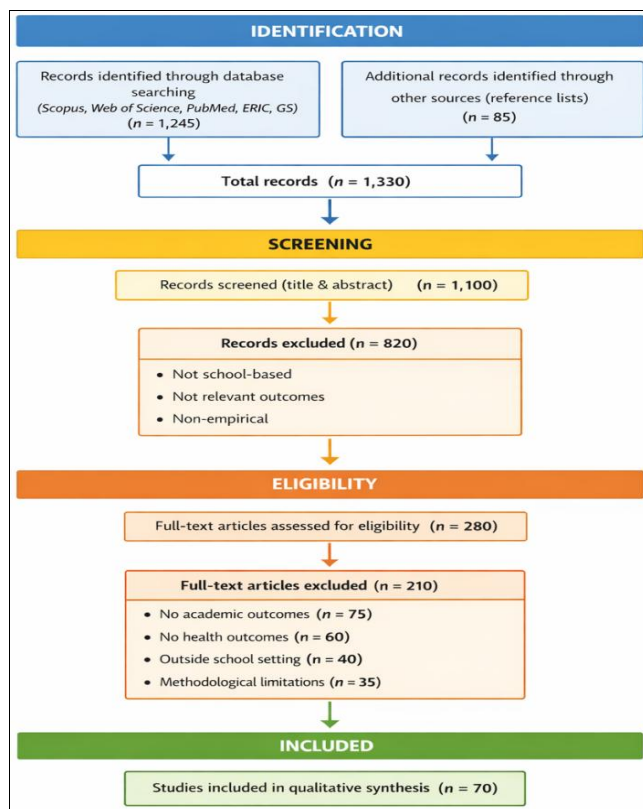 IDENTIFICATION
Records identified through database
searching
(Scopus, Web of Science, PubMed, ERIC, GS)
(n = 1,245)
Additional records identified through
other sources (reference lists)
(n = 85)
Total records (n = 1,330)
SCREENING
Records screened (title & abstract) (n = 1,100)
Records excluded (n = 820)
• Not school-based
• Not relevant outcomes
• Non-empirical
ELIGIBILITY
Full-text articles assessed for eligibility (n = 280)
Full-text articles excluded (n = 210)
• No academic outcomes (n = 75)
• No health outcomes (n = 60)
• Outside school setting (n = 40)
• Methodological limitations (n = 35)
INCLUDED
Studies included in qualitative synthesis (n = 70)